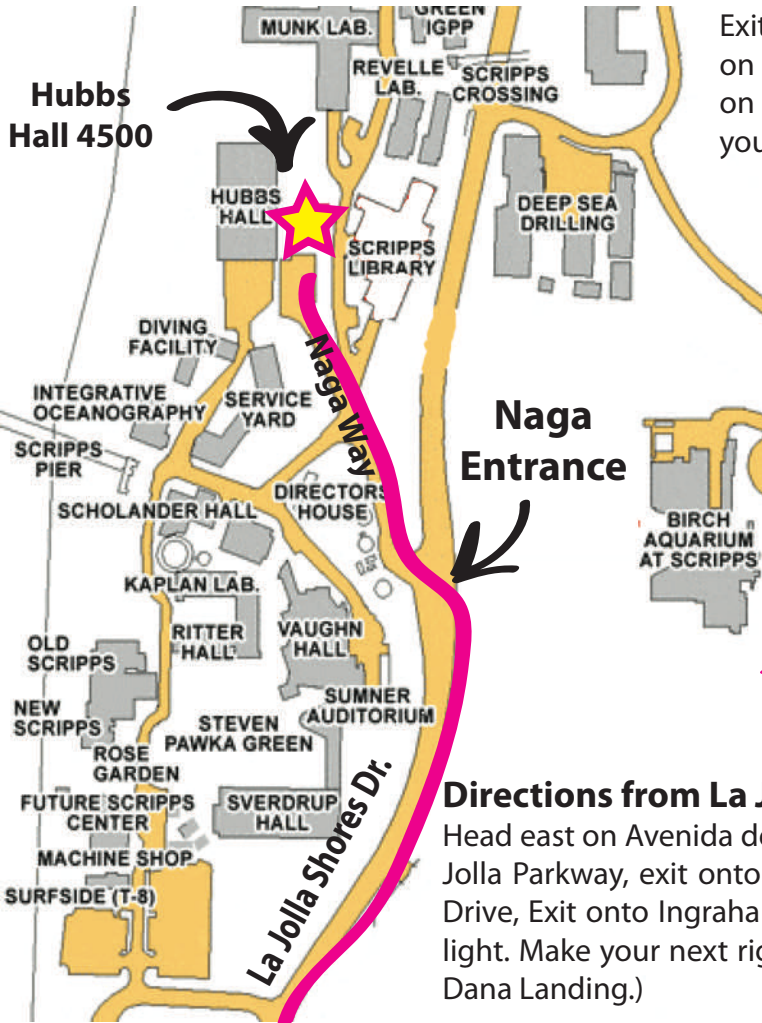 MUNK LAB.
GREEN
IGPP
Exit
on
on
you
REVELLE
LAB.
SCRIPPS
CROSSING
Hubbs
Hall 4500
HUBBS
HALL
SCRIPPS
LIBRARY
DEEP SEA
DRILLING
DIVING
FACILITY
Naga Way
INTEGRATIVE
OCEANOGRAPHY
SERVICE
YARD
Naga
Entrance
SCRIPPS
PIER
SCHOLANDER HALL
DIRECTORS
HOUSE
BIRCH
AQUARIUM
AT SCRIPPS
KAPLAN LAB.
RITTER
HALL
VAUGHN
HALL
OLD
SCRIPPS
NEW
SCRIPPS
STEVEN
PAWKA GREEN
SUMNER
AUDITORIUM
ROSE
GARDEN
FUTURE SCRIPPS
CENTER
SVERDRUP
HALL
La Jolla Shores Dr.
MACHINE SHOP
SURFSIDE (T-8)
Directions from La J
Head east on Avenida de
Jolla Parkway, exit onto
Drive, Exit onto Ingraha
light. Make your next rig
Dana Landing.)